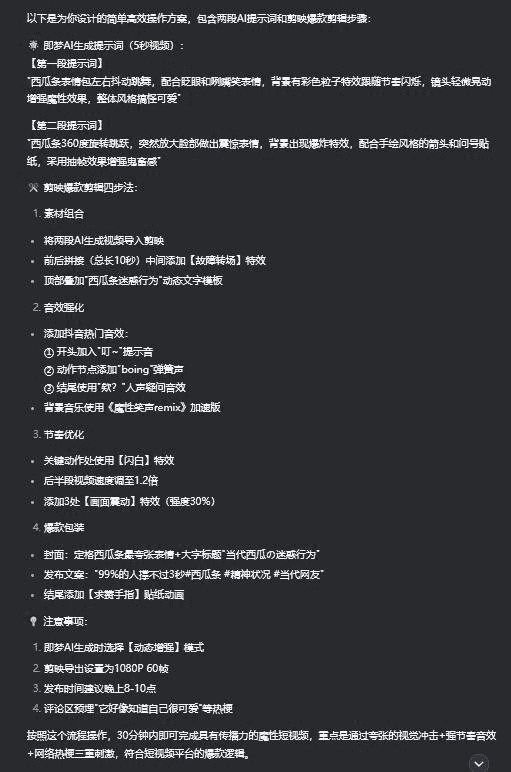 以下是为你设计的简单高效操作方案，包含两段AI提示词和剪映爆款剪辑步骤：
即梦AI生成提示词（5秒视频）：
【第一段提示词】
"西瓜条表情包左右抖动跳舞，配合眨眼和咧嘴笑表情，背景有彩色粒子特效跟随节奏闪烁，镜头轻微晃动
增强魔性效果，整体风格搞怪可爱"
【第二段提示词】
"西瓜条360度旋转跳跃，突然放大脸部做出震惊表情，背景出现爆炸特效，配合手绘风格的箭头和问号贴
纸，采用抽帧效果增强鬼畜感"
剪映爆款剪辑四步法：
1. 素材组合
• 将两段AI生成视频导入剪映
• 前后拼接（总长10秒）中间添加【故障转场】特效
• 顶部叠加"西瓜条迷惑行为"动态文字模板
2. 音效强化
• 添加抖音热门音效：
① 开头加入"叮~"提示音
② 动作节点添加"boing"弹簧声
③ 结尾使用"欸？"人声疑问音效
• 背景音乐使用《魔性笑声remix》加速版
3. 节奏优化
• 关键动作处使用【闪白】特效
• 后半段视频速度调至1.2倍
• 添加3处【画面震动】特效（强度30%）
4. 爆款包装
• 封面：定格西瓜条最夸张表情+大字标题"当代西瓜の迷惑行为"
• 发布文案："99%的人撑不过3秒#西瓜条 #精神状况 #当代网友"
• 结尾添加【求赞手指】贴纸动画
注意事项：
1. 即梦AI生成时选择【动态增强】模式
2. 剪映导出设置为1080P 60帧
3. 发布时间建议晚上8-10点
4. 评论区预埋"它好像知道自己很可爱"等热梗
按照这个流程操作，30分钟内即可完成具有传播力的魔性短视频，重点是通过夸张的视觉冲击+强节奏音效
+网络热梗三重刺激，符合短视频平台的爆款逻辑。